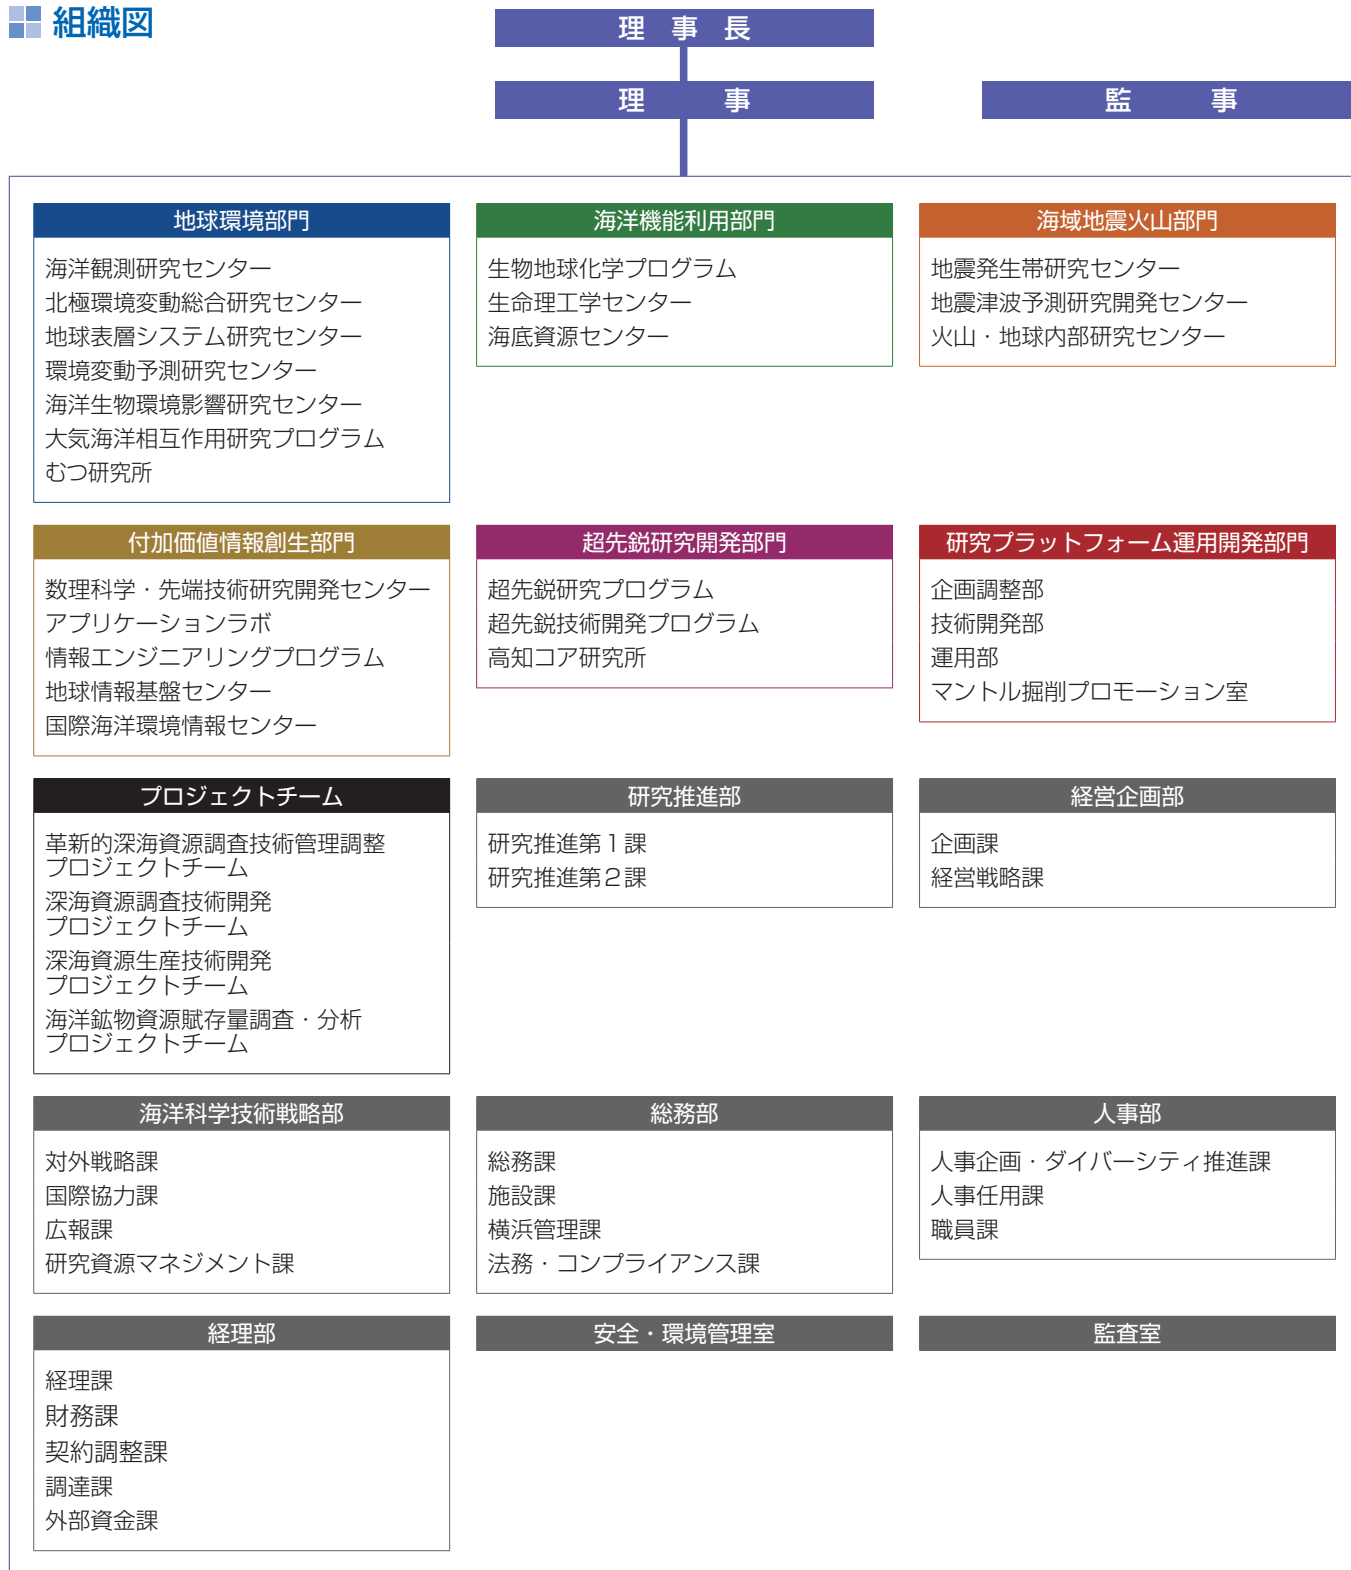 組織図
理事長
理事
監事
地球環境部門
海洋観測研究センター
北極環境変動総合研究センター
地球表層システム研究センター
環境変動予測研究センター
海洋生物環境影響研究センター
大気海洋相互作用研究プログラム
むつ研究所
海洋機能利用部門
生物地球化学プログラム
生命理工学センター
海底資源センター
海域地震火山部門
地震発生帯研究センター
地震津波予測研究開発センター
火山・地球内部研究センター
付加価値情報創生部門
数理科学・先端技術研究開発センター
アプリケーションラボ
情報エンジニアリングプログラム
地球情報基盤センター
国際海洋環境情報センター
超先鋭研究開発部門
超先鋭研究プログラム
超先鋭技術開発プログラム
高知コア研究所
研究プラットフォーム運用開発部門
企画調整部
技術開発部
運用部
マントル掘削プロモーション室
プロジェクトチーム
革新的深海資源調査技術管理調整
プロジェクトチーム
深海資源調査技術開発
プロジェクトチーム
深海資源生産技術開発
プロジェクトチーム
海洋鉱物資源賦存量調査・分析
プロジェクトチーム
研究推進部
研究推進第1課
研究推進第2課
経営企画部
企画課
経営戦略課
海洋科学技術戦略部
対外戦略課
国際協力課
広報課
研究資源マネジメント課
総務部
総務課
施設課
横浜管理課
法務・コンプライアンス課
人事部
人事企画・ダイバーシティ推進課
人事任用課
職員課
経理部
経理課
財務課
契約調整課
調達課
外部資金課
安全・環境管理室
監査室